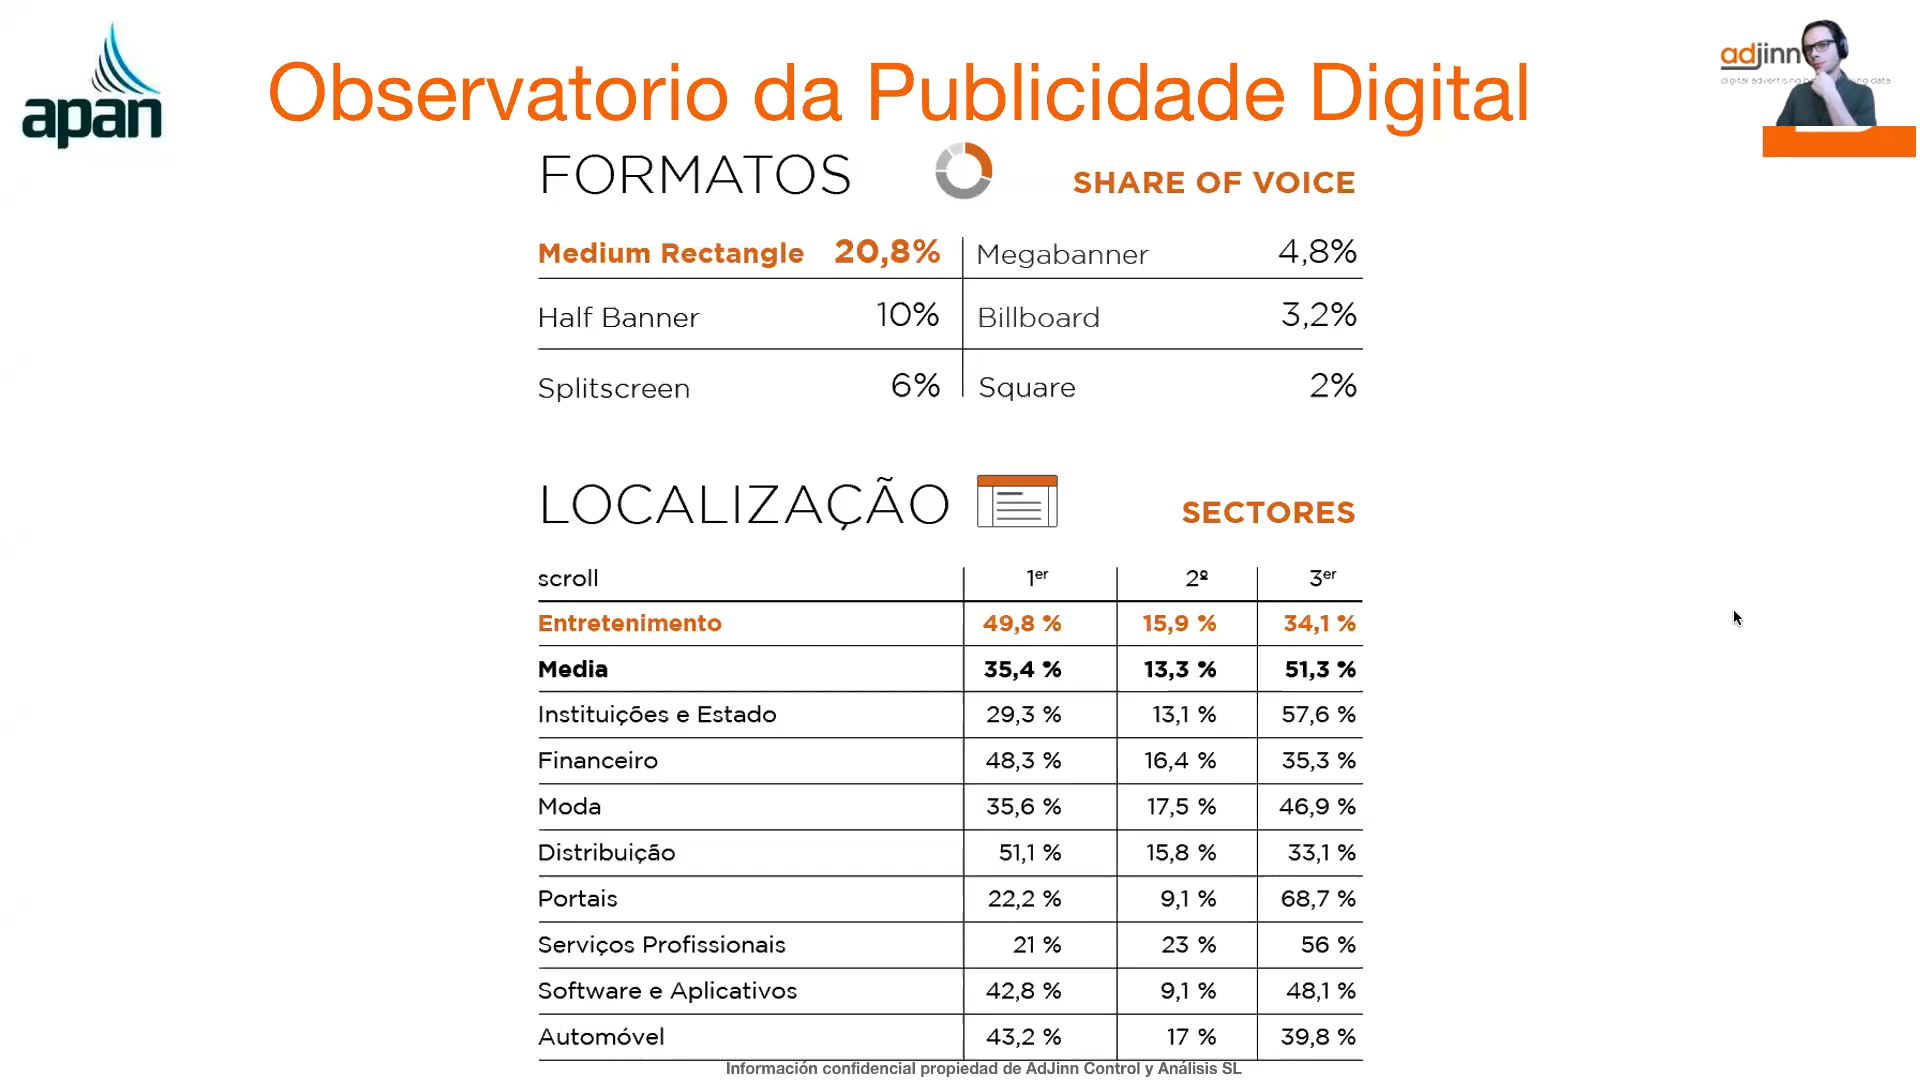 apan
Observatorio da Publicidade Digital
adjinn
digital advertising
ng data
FORMATOS
SHARE OF VOICE
Medium Rectangle 20,8% Megabanner 4,8%
Half Banner 10% Billboard 3,2%
Splitscreen 6% Square 2%
LOCALIZAÇÃO
SECTORES
scroll 1er 2º 3er
Entretenimento 49,8 % 15,9 % 34,1 %
Media 35,4 % 13,3 % 51,3 %
Instituições e Estado 29,3 % 13,1 % 57,6 %
Financeiro 48,3 % 16,4 % 35,3 %
Moda 35,6 % 17,5 % 46,9 %
Distribuição 51,1 % 15,8 % 33,1 %
Portais 22,2 % 9,1 % 68,7 %
Serviços Profissionais 21 % 23 % 56 %
Software e Aplicativos 42,8 % 9,1 % 48,1 %
Automóvel 43,2 % 17 % 39,8 %
Información confidencial propiedad de AdJinn Control y Análisis SL